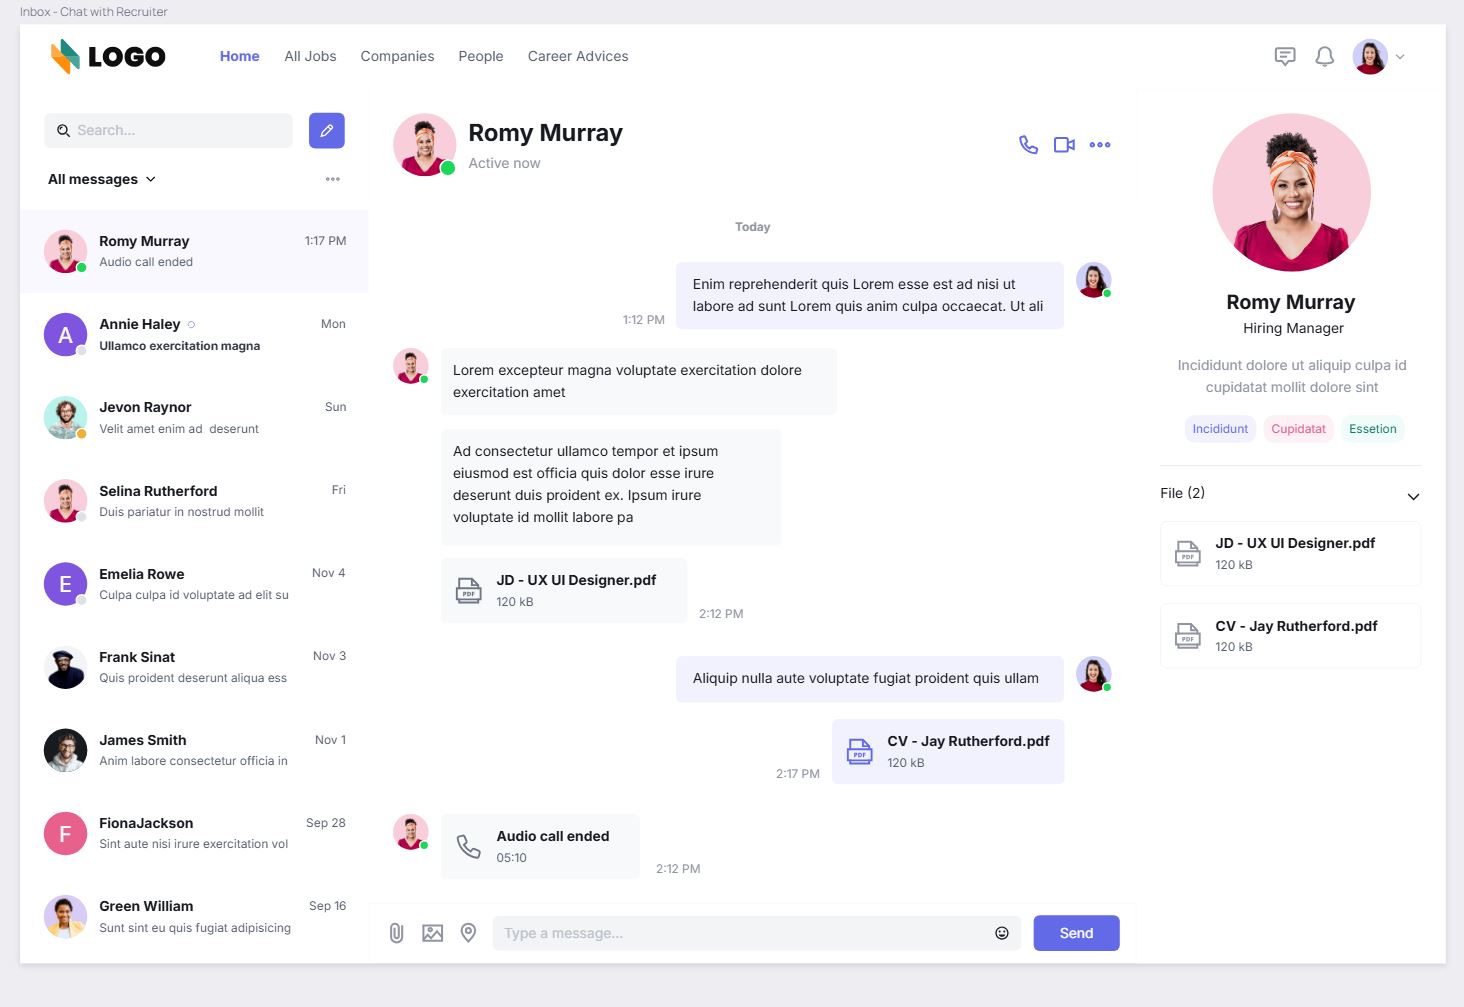 Inbox - Chat with Recruiter
LOGO
Home
All Jobs
Companies
People
Career Advices
Search...
All messages
Romy Murray
1:17 PM
Audio call ended
A
Annie Haley
Mon
Ullamco exercitation magna
Jevon Raynor
Sun
Velit amet enim ad  deserunt
Selina Rutherford
Fri
Duis pariatur in nostrud mollit
E
Emelia Rowe
Nov 4
Culpa culpa id voluptate ad elit su
Frank Sinat
Nov 3
Quis proident deserunt aliqua ess
James Smith
Nov 1
Anim labore consectetur officia in
F
FionaJackson
Sep 28
Sint aute nisi irure exercitation vol
Green William
Sep 16
Sunt sint eu quis fugiat adipisicing
Romy Murray
Active now
Today
Enim reprehenderit quis Lorem esse est ad nisi ut
labore ad sunt Lorem quis anim culpa occaecat. Ut ali
1:12 PM
Lorem excepteur magna voluptate exercitation dolore
exercitation amet
Ad consectetur ullamco tempor et ipsum
eiusmod est officia quis dolor esse irure
deserunt duis proident ex. Ipsum irure
voluptate id mollit labore pa
PDF
JD - UX UI Designer.pdf
120 kB
2:12 PM
Aliquip nulla aute voluptate fugiat proident quis ullam
PDF
CV - Jay Rutherford.pdf
120 kB
2:17 PM
Audio call ended
05:10
2:12 PM
Type a message...
Send
Romy Murray
Hiring Manager
Incididunt dolore ut aliquip culpa id
cupidatat mollit dolore sint
Incididunt
Cupidatat
Essetion
File (2)
PDF
JD - UX UI Designer.pdf
120 kB
PDF
CV - Jay Rutherford.pdf
120 kB